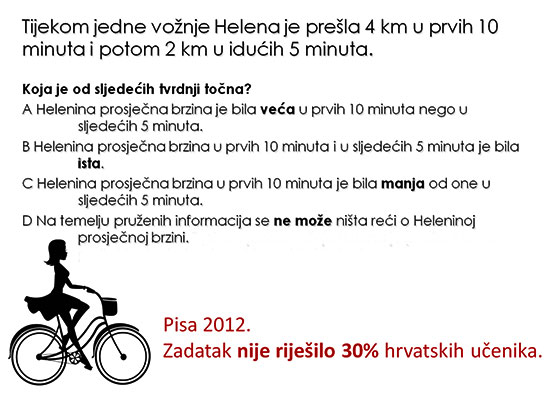 Tijekom jedne vožnje Helena je prešla 4 km u prvih 10
minuta i potom 2 km u idućih 5 minuta.
Koja je od sljedećih tvrdnji točna?
A Helenina prosječna brzina je bila veća u prvih 10 minuta nego u
sljedećih 5 minuta.
B Helenina prosječna brzina u prvih 10 minuta i u sljedećih 5 minuta je bila
ista.
C Helenina prosječna brzina u prvih 10 minuta je bila manja od one u
sljedećih 5 minuta.
D Na temelju pruženih informacija se ne može ništa reći o Heleninoj
prosječnoj brzini.
Pisa 2012.
Zadatak nije riješilo 30% hrvatskih učenika.